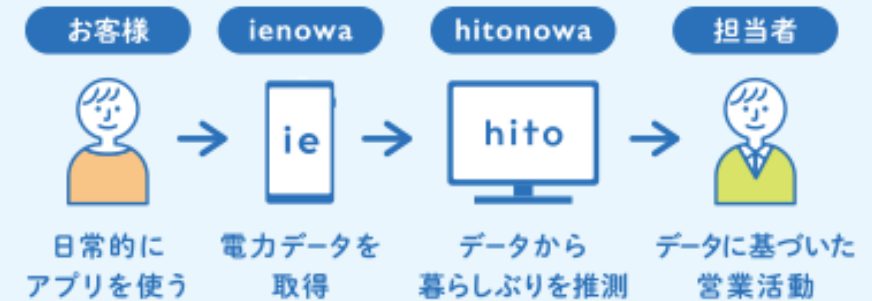 お客様
ienowa
hitonowa
担当者
ie
hito
日常的に
アプリを使う
電力データを
取得
データから
暮らしぶりを推測
データに基づいた
営業活動